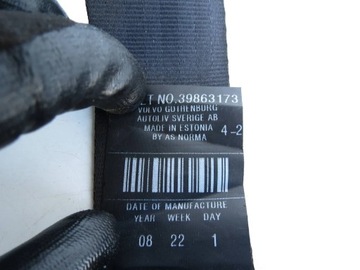 LT NO.39863173
VOLVO GOTHENBURG
AUTOLIV SVERIGE AB
MADE IN ESTONIA 4-2
BY AS NORMA
DATE OF MANUFACTURE
YEAR WEEK DAY
08 22 1